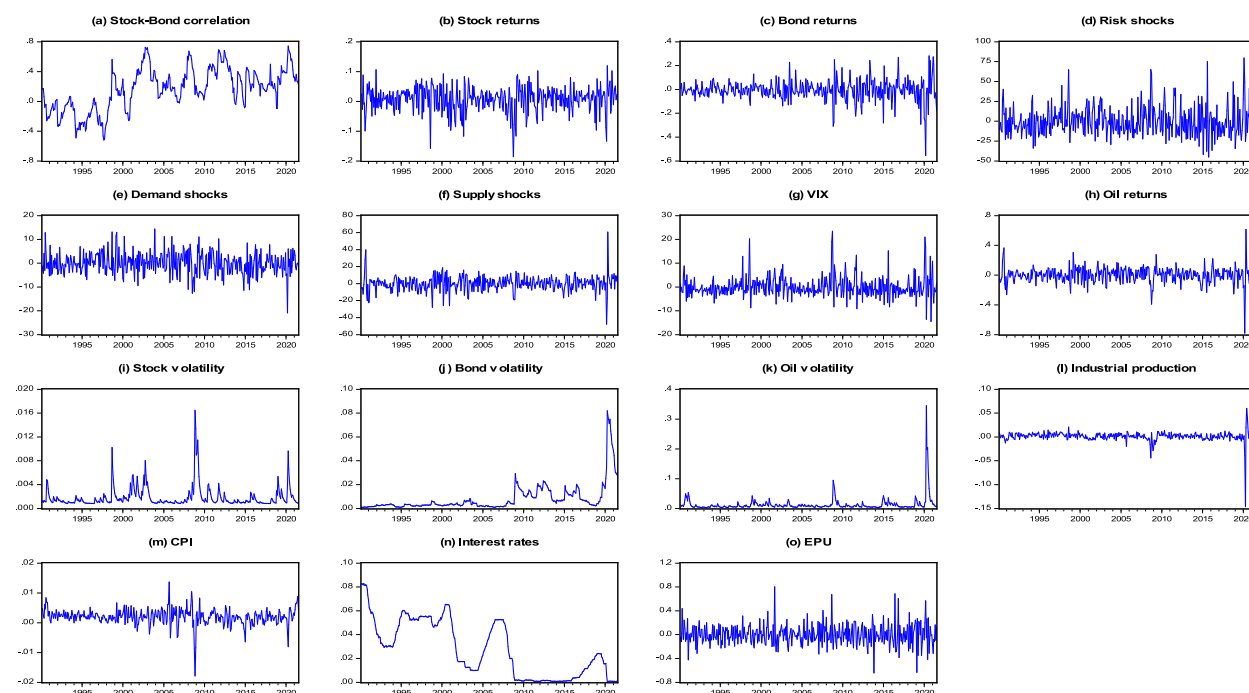 (a) Stock-Bond correlation
.8
.4
.0
-.4
-.8
1995 2000 2005 2010 2015 2020
(b) Stock returns
.2
.1
.0
-.1
-.2
1995 2000 2005 2010 2015 2020
(c) Bond returns
.4
.2
.0
-.2
-.4
-.6
1995 2000 2005 2010 2015 2020
(d) Risk shocks
100
75
50
25
0
-25
-50
1995 2000 2005 2010 2015 2020
(e) Demand shocks
20
10
0
-10
-20
-30
1995 2000 2005 2010 2015 2020
(f) Supply shocks
80
60
40
20
0
-20
-40
-60
1995 2000 2005 2010 2015 2020
(g) VIX
30
20
10
0
-10
-20
1995 2000 2005 2010 2015 2020
(h) Oil returns
.8
.4
.0
-.4
-.8
1995 2000 2005 2010 2015 2020
(i) Stock volatility
.020
.016
.012
.008
.004
.000
1995 2000 2005 2010 2015 2020
(j) Bond volatility
.10
.08
.06
.04
.02
.00
1995 2000 2005 2010 2015 2020
(k) Oil volatility
.4
.3
.2
.1
.0
1995 2000 2005 2010 2015 2020
(l) Industrial production
.10
.05
.00
-.05
-.10
-.15
1995 2000 2005 2010 2015 2020
(m) CPI
.02
.01
.00
-.01
-.02
1995 2000 2005 2010 2015 2020
(n) Interest rates
.10
.08
.06
.04
.02
.00
1995 2000 2005 2010 2015 2020
(o) EPU
1.2
0.8
0.4
0.0
-0.4
-0.8
1995 2000 2005 2010 2015 2020